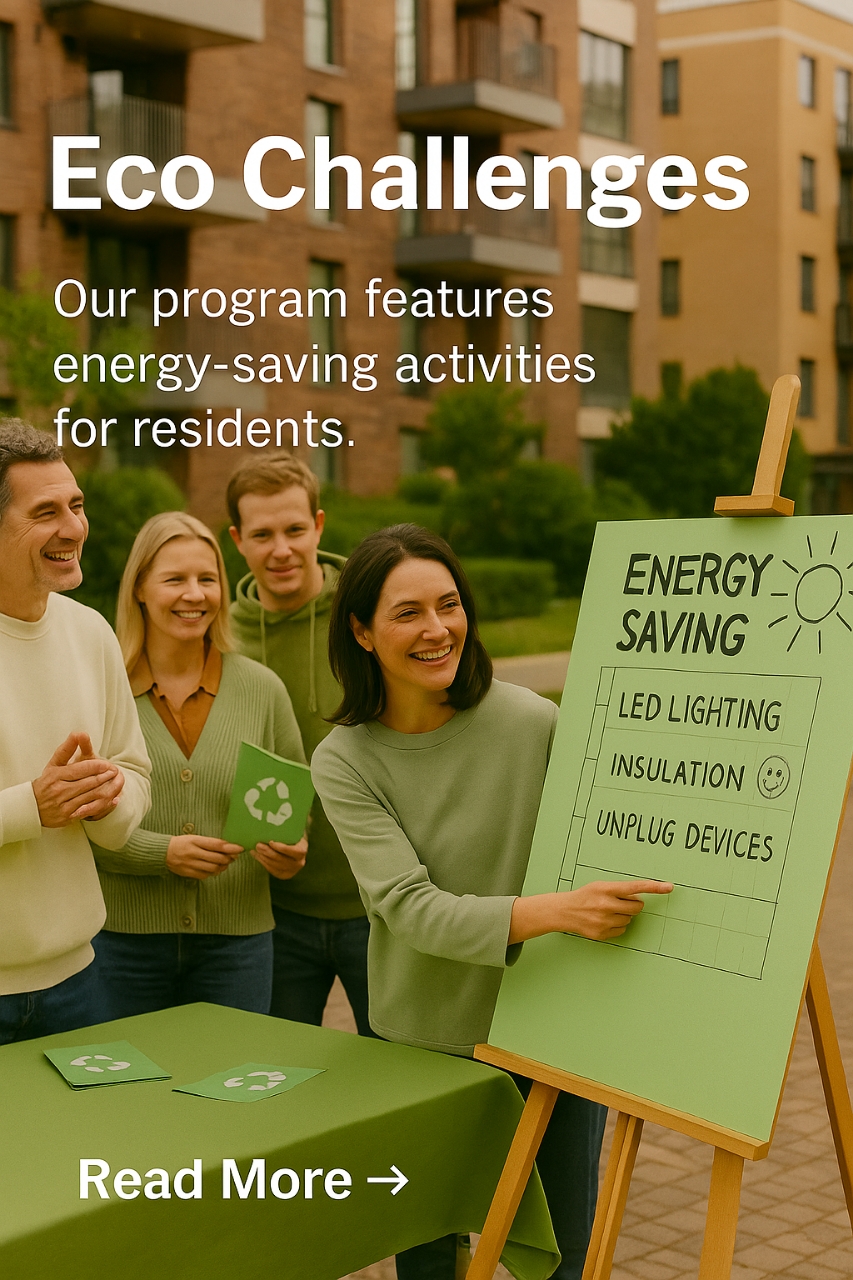 Eco Challenges
Our program features
energy-saving activities
for residents.
ENERGY
SAVING
LED LIGHTING
INSULATION
UNPLUG DEVICES
Read More →